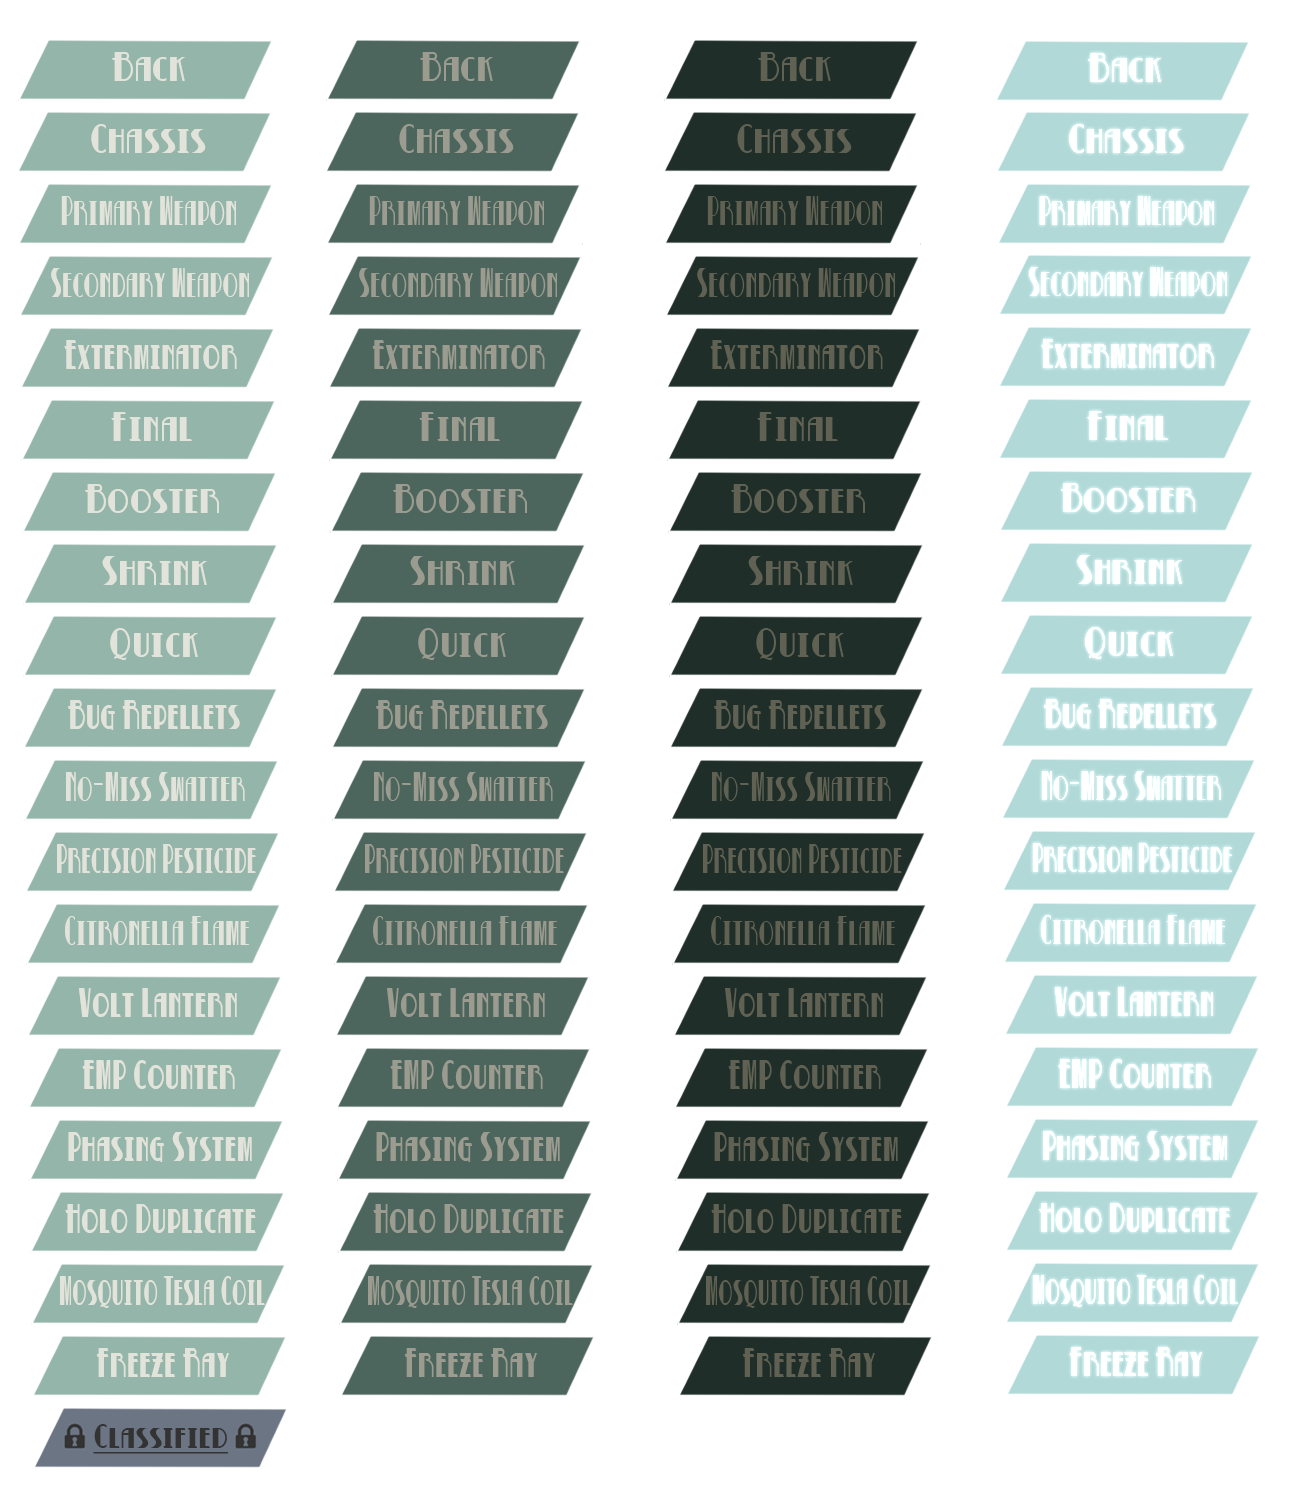 Back Back Back Back
Chassis Chassis Chassis Chassis
Primary Weapon Primary Weapon Primary Weapon Primary Weapon
Secondary Weapon Secondary Weapon Secondary Weapon Secondary Weapon
Exterminator Exterminator Exterminator Exterminator
Final Final Final Final
Booster Booster Booster Booster
Shrink Shrink Shrink Shrink
Quick Quick Quick Quick
Bug Repellets Bug Repellets Bug Repellets Bug Repellets
No-Miss Swatter No-Miss Swatter No-Miss Swatter No-Miss Swatter
Precision Pesticide Precision Pesticide Precision Pesticide Precision Pesticide
Citronella Flame Citronella Flame Citronella Flame Citronella Flame
Volt Lantern Volt Lantern Volt Lantern Volt Lantern
EMP Counter EMP Counter EMP Counter EMP Counter
Phasing System Phasing System Phasing System Phasing System
Holo Duplicate Holo Duplicate Holo Duplicate Holo Duplicate
Mosquito Tesla Coil Mosquito Tesla Coil Mosquito Tesla Coil Mosquito Tesla Coil
Freeze Ray Freeze Ray Freeze Ray Freeze Ray
Classified